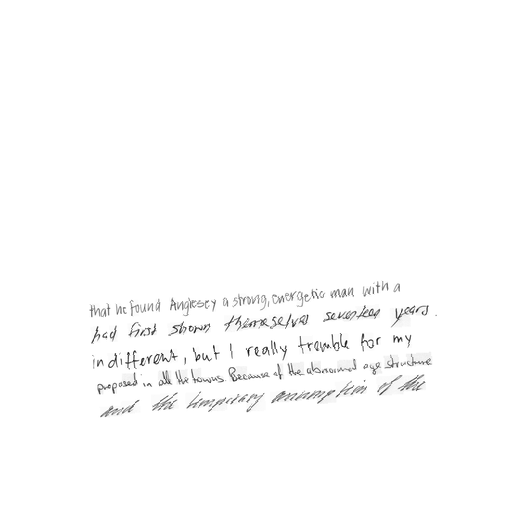 that he found Anglesey a strong, energetic man with a
had first shown themselves seventeen years.
indifferent, but I really tremble for my
proposed in all the towns. Because of the abnormal age structure
and the temporary assumption of the